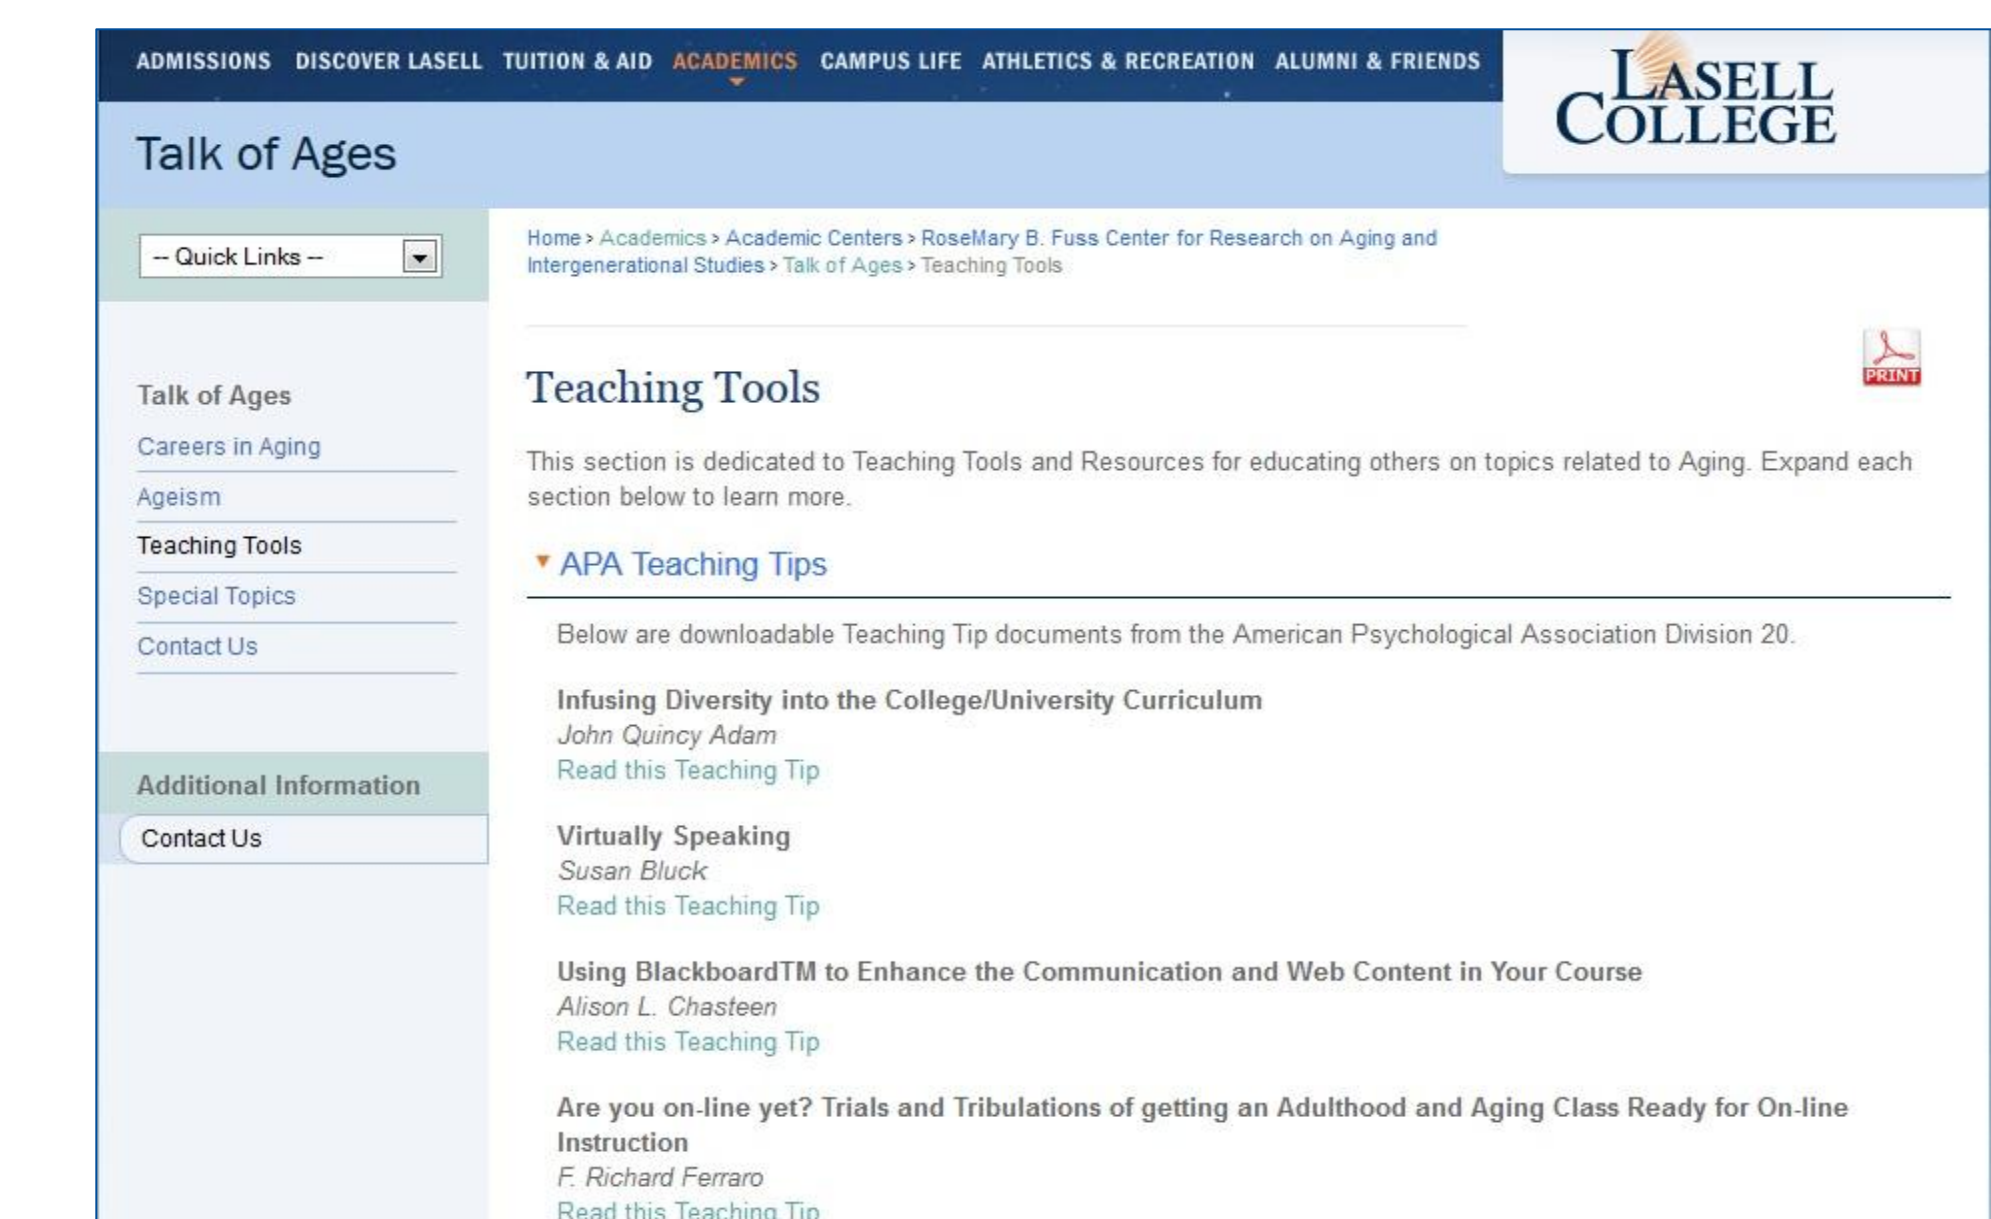 ADMISSIONS DISCOVER LASELL TUITION & AID ACADEMICS CAMPUS LIFE ATHLETICS & RECREATION ALUMNI & FRIENDS
LASELL
COLLEGE
Talk of Ages
-- Quick Links --
Home > Academics > Academic Centers > RoseMary B. Fuss Center for Research on Aging and
Intergenerational Studies > Talk of Ages > Teaching Tools
PRINT
Talk of Ages
Careers in Aging
Ageism
Teaching Tools
Special Topics
Contact Us
Additional Information
Contact Us
Teaching Tools
This section is dedicated to Teaching Tools and Resources for educating others on topics related to Aging. Expand each
section below to learn more.
APA Teaching Tips
Below are downloadable Teaching Tip documents from the American Psychological Association Division 20.
Infusing Diversity into the College/University Curriculum
John Quincy Adam
Read this Teaching Tip
Virtually Speaking
Susan Bluck
Read this Teaching Tip
Using BlackboardTM to Enhance the Communication and Web Content in Your Course
Alison L. Chasteen
Read this Teaching Tip
Are you on-line yet? Trials and Tribulations of getting an Adulthood and Aging Class Ready for On-line
Instruction
F. Richard Ferraro
Read this Teaching Tip